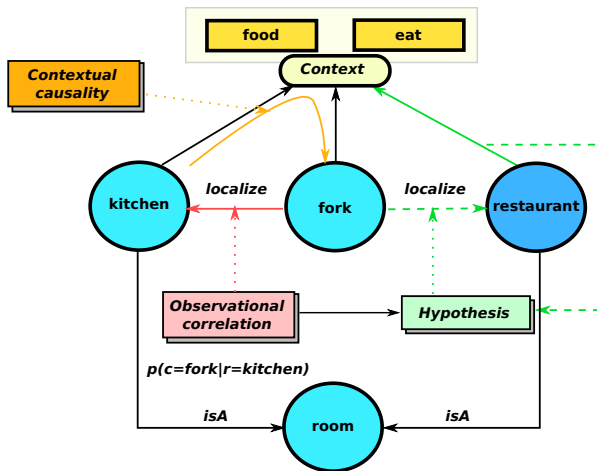 food
eat
Context
Contextual
causality
localize
localize
kitchen
fork
restaurant
Observational
correlation
Hypothesis
p(c=fork|r=kitchen)
isA
room
isA